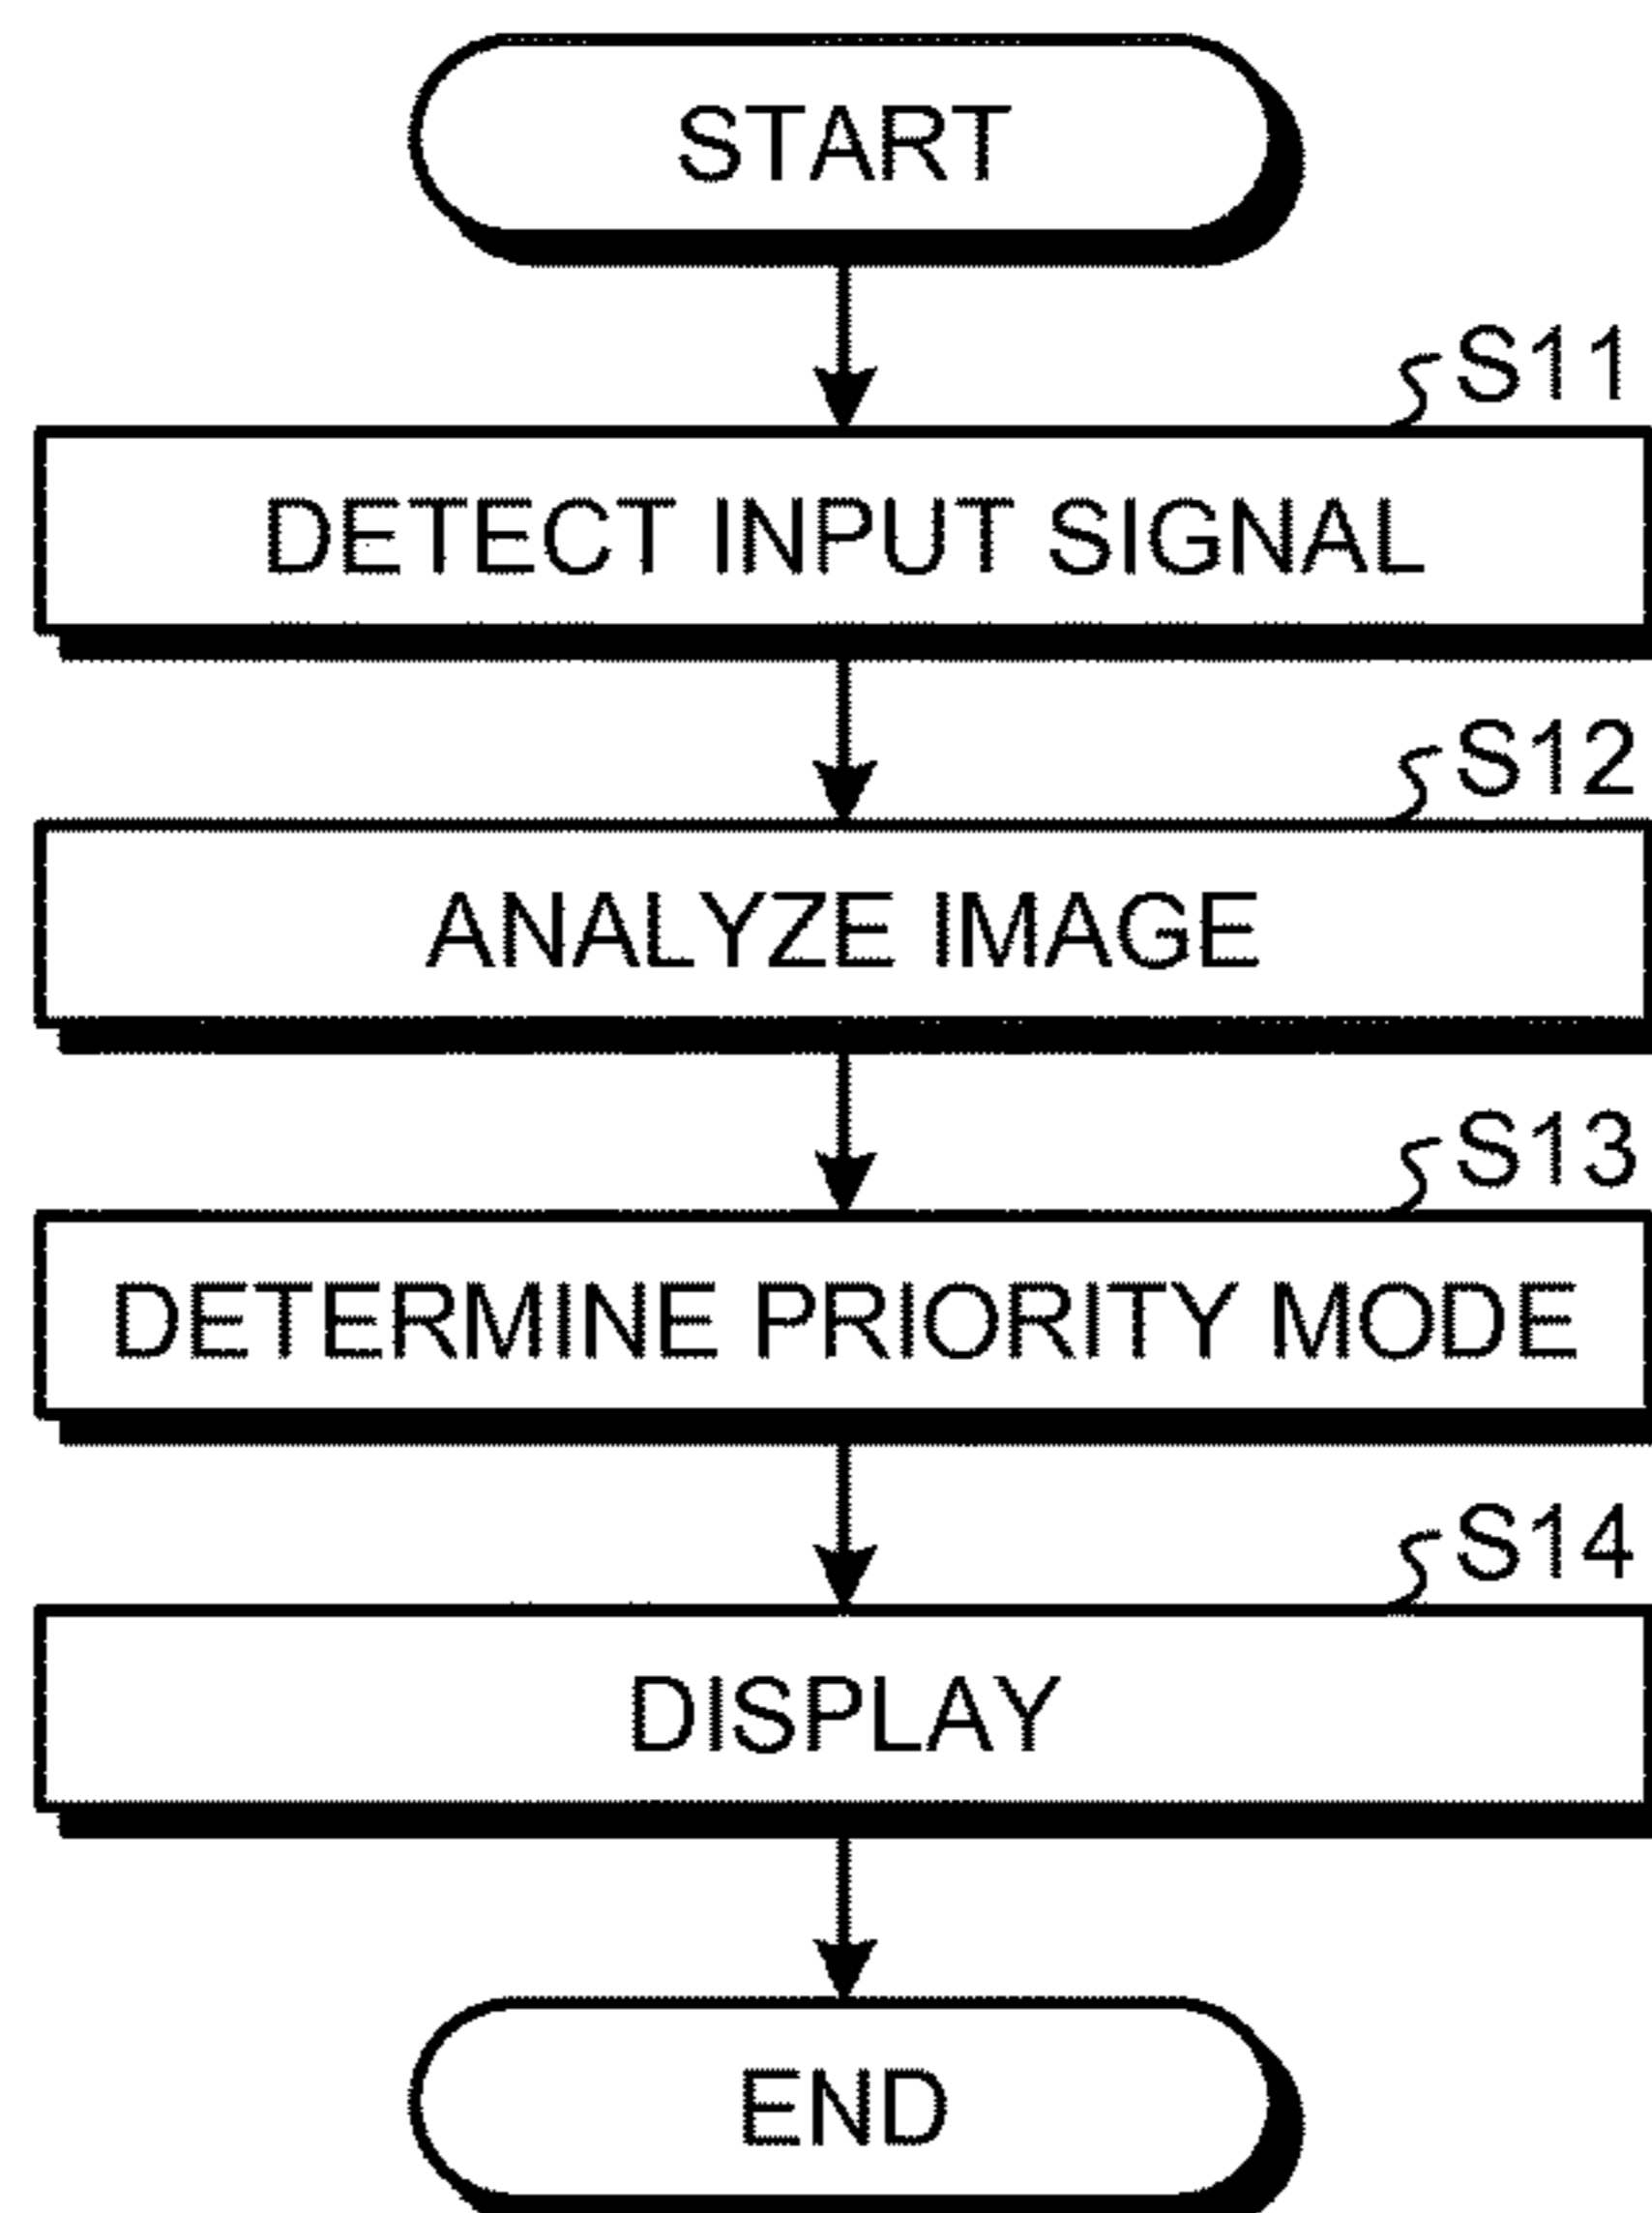 START
S11
DETECT INPUT SIGNAL
S12
ANALYZE IMAGE
S13
DETERMINE PRIORITY MODE
S14
DISPLAY
END